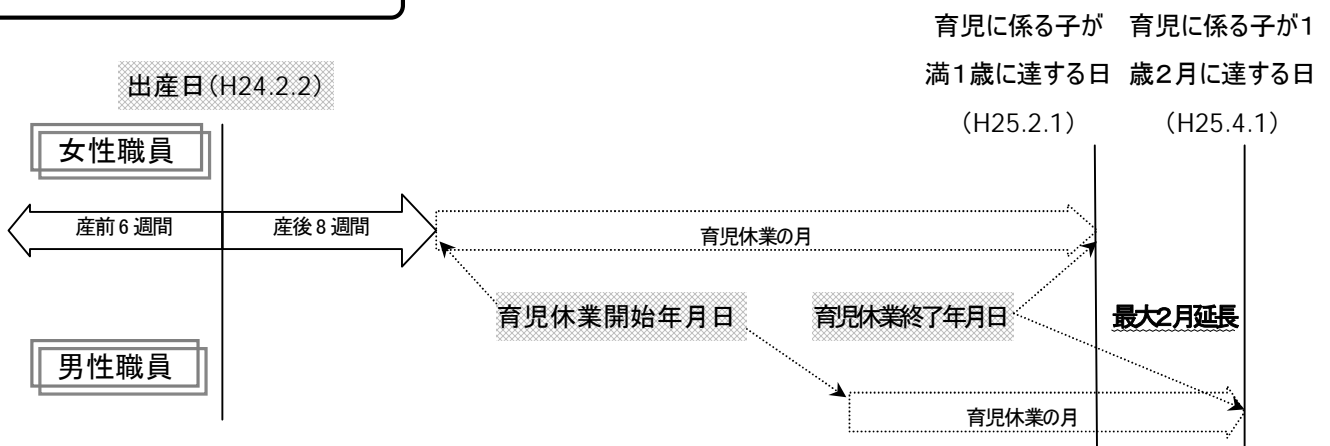 育児に係る子が
満1歳に達する日
（H25.2.1）
育児に係る子が1
歳2月に達する日
（H25.4.1）
出産日（H24.2.2）
女性職員
産前６週間
産後８週間
育児休業の月
育児休業開始年月日
育児休業終了年月日
最大2月延長
男性職員
育児休業の月